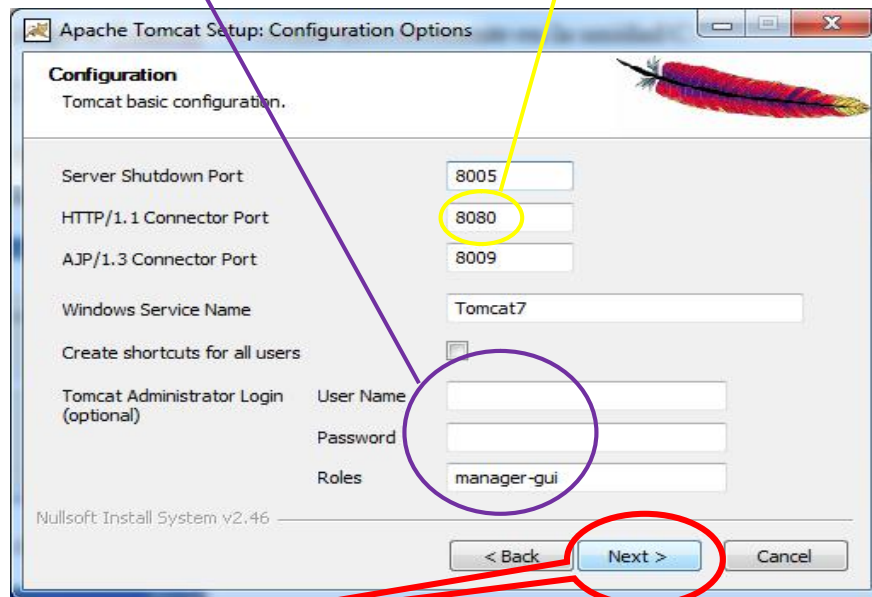 Apache Tomcat Setup: Configuration Options
Configuration
Tomcat basic configuration.
Server Shutdown Port 8005
HTTP/1.1 Connector Port 8080
AJP/1.3 Connector Port 8009
Windows Service Name Tomcat7
Create shortcuts for all users
Tomcat Administrator Login User Name
(optional)
Password
Roles manager-gui
Nullsoft Install System v2.46
< Back Next > Cancel